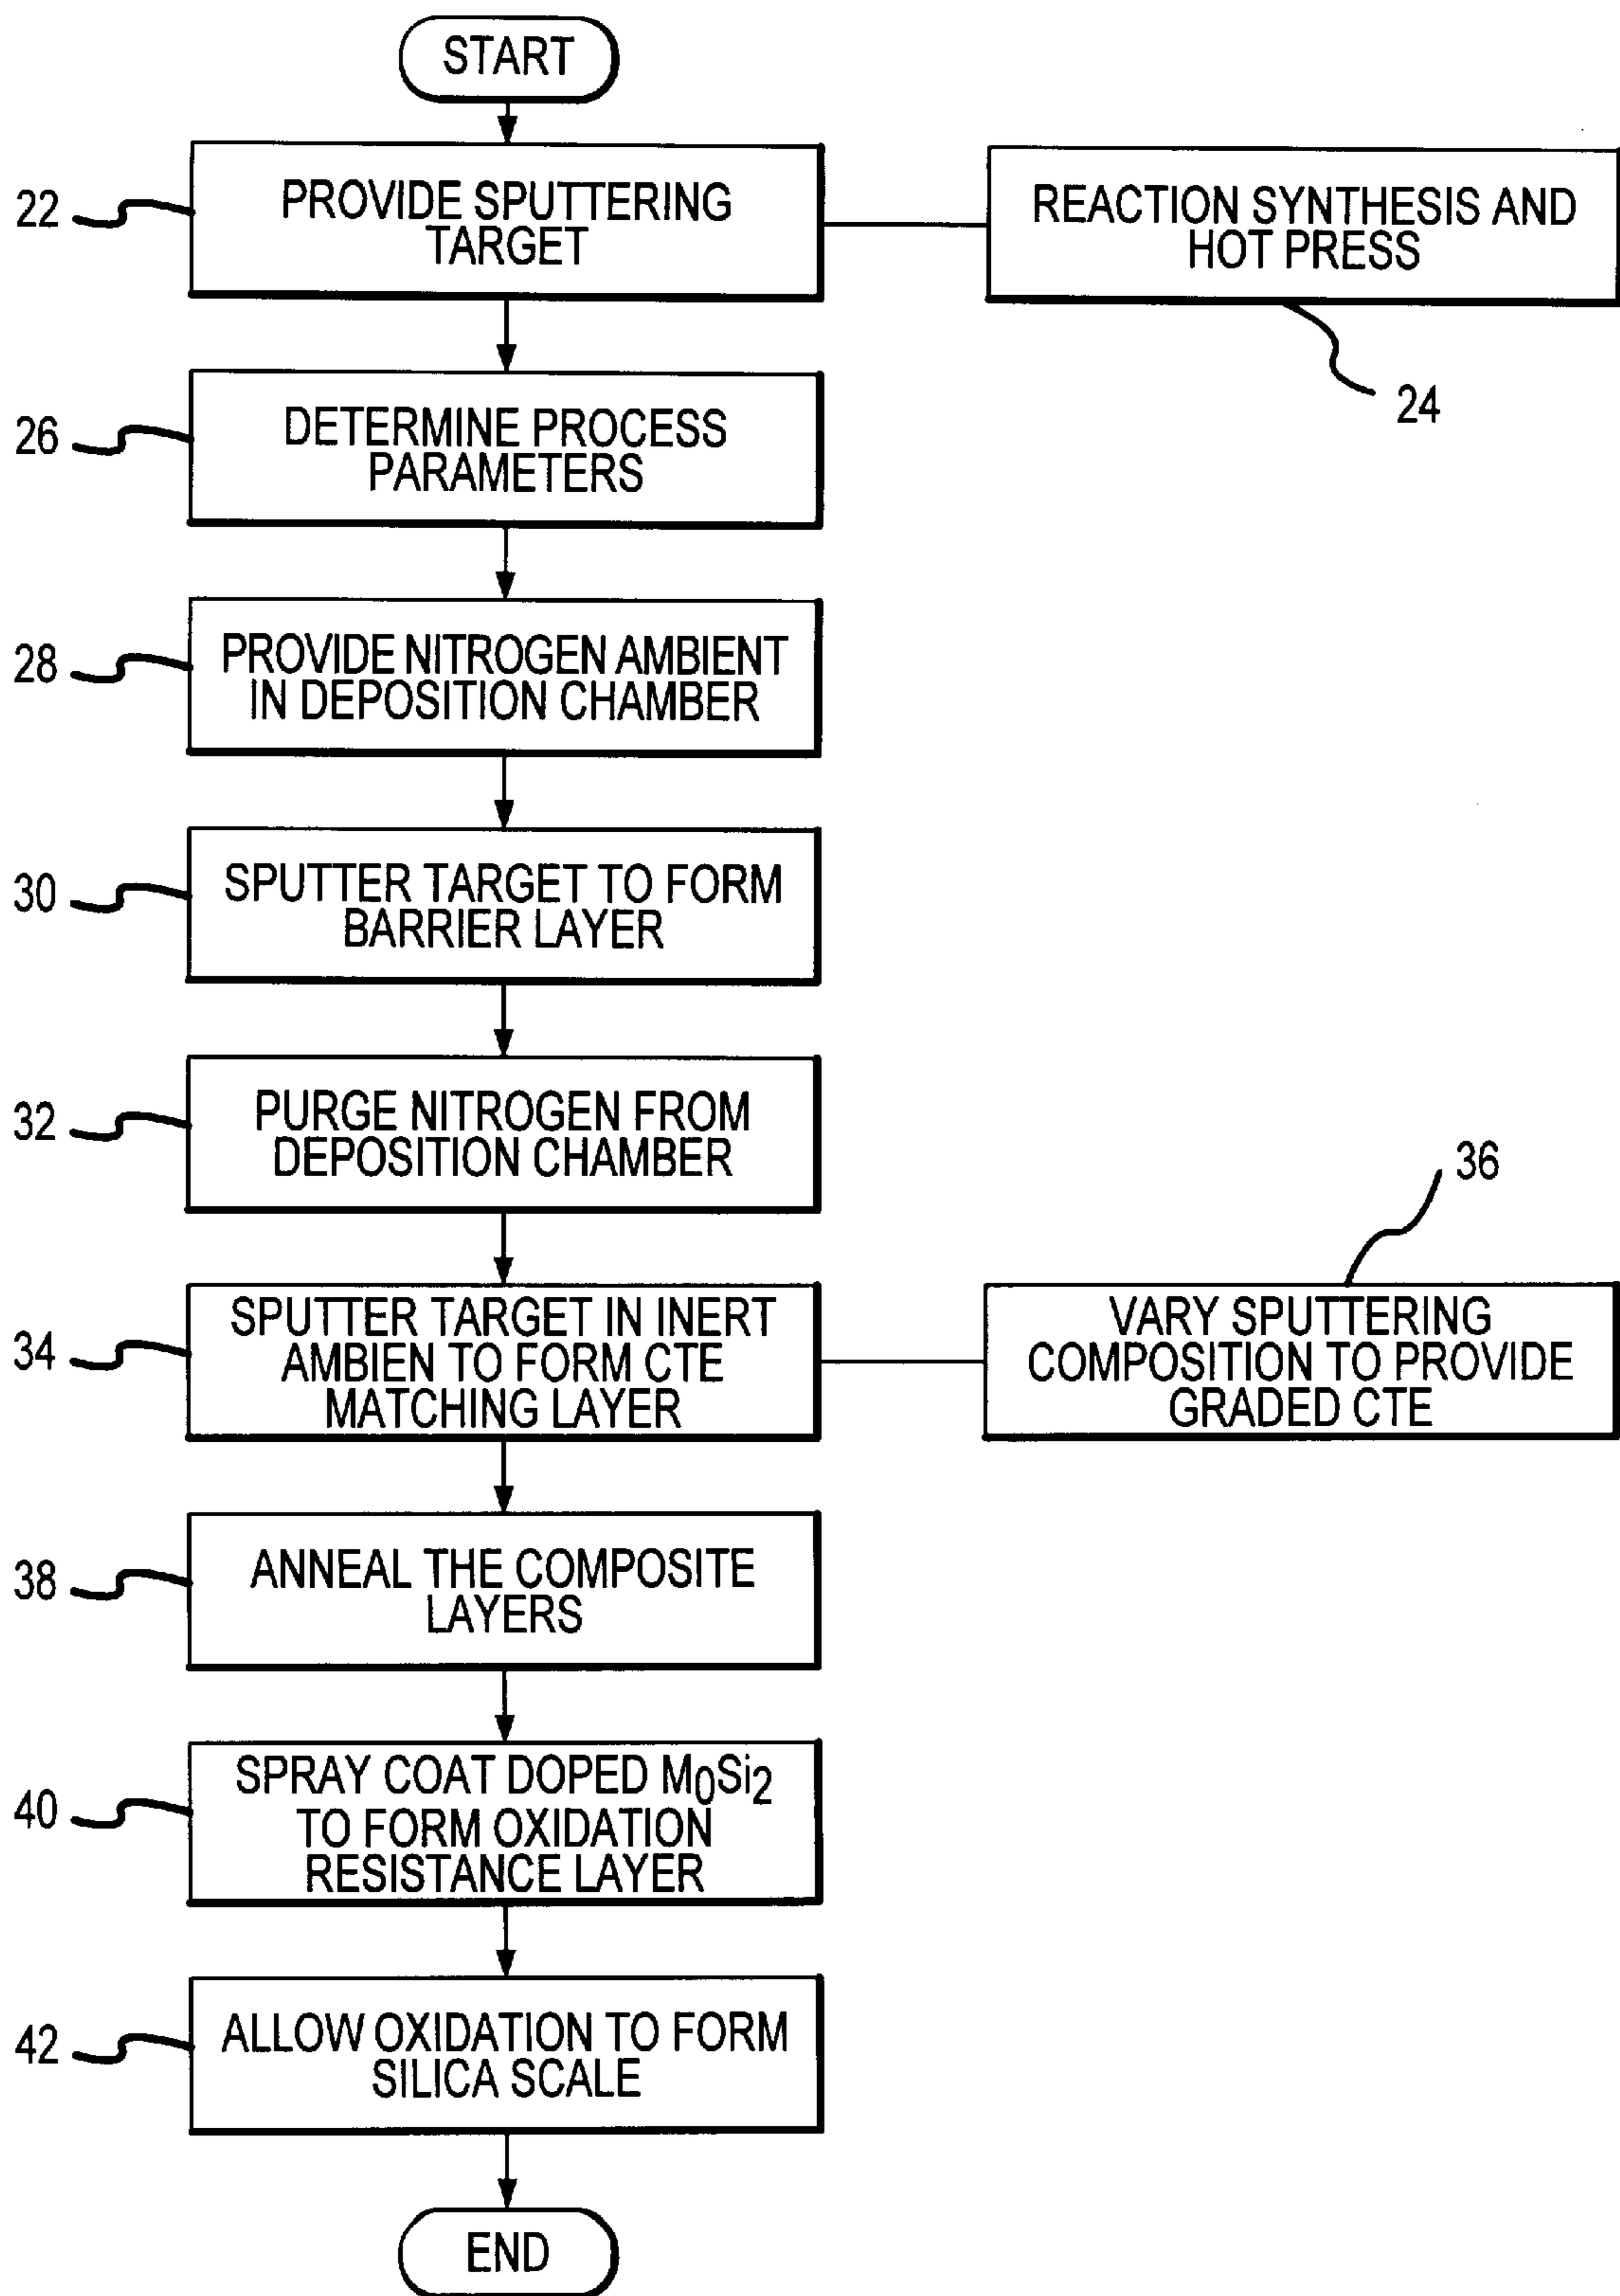 START
22
PROVIDE SPUTTERING
TARGET
REACTION SYNTHESIS AND
HOT PRESS
24
26
DETERMINE PROCESS
PARAMETERS
28
PROVIDE NITROGEN AMBIENT
IN DEPOSITION CHAMBER
30
SPUTTER TARGET TO FORM
BARRIER LAYER
32
PURGE NITROGEN FROM
DEPOSITION CHAMBER
34
SPUTTER TARGET IN INERT
AMBIEN TO FORM CTE
MATCHING LAYER
36
VARY SPUTTERING
COMPOSITION TO PROVIDE
GRADED CTE
38
ANNEAL THE COMPOSITE
LAYERS
40
SPRAY COAT DOPED M₀Si₂
TO FORM OXIDATION
RESISTANCE LAYER
42
ALLOW OXIDATION TO FORM
SILICA SCALE
END